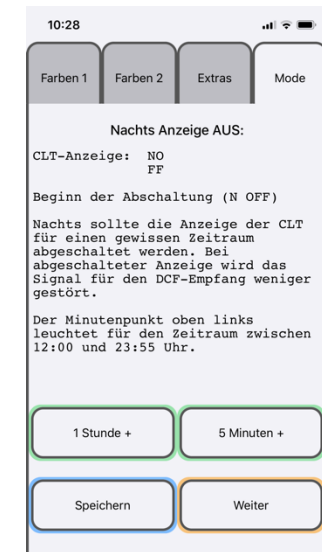 10:28
Farben 1 Farben 2 Extras Mode
Nachts Anzeige AUS:
CLT-Anzeige: NO
FF
Beginn der Abschaltung (N OFF)
Nachts sollte die Anzeige der CLT
für einen gewissen Zeitraum
abgeschaltet werden. Bei
abgeschalteter Anzeige wird das
Signal für den DCF-Empfang weniger
gestört.
Der Minutenpunkt oben links
leuchtet für den Zeitraum zwischen
12:00 und 23:55 Uhr.
1 Stunde + 5 Minuten +
Speichern Weiter